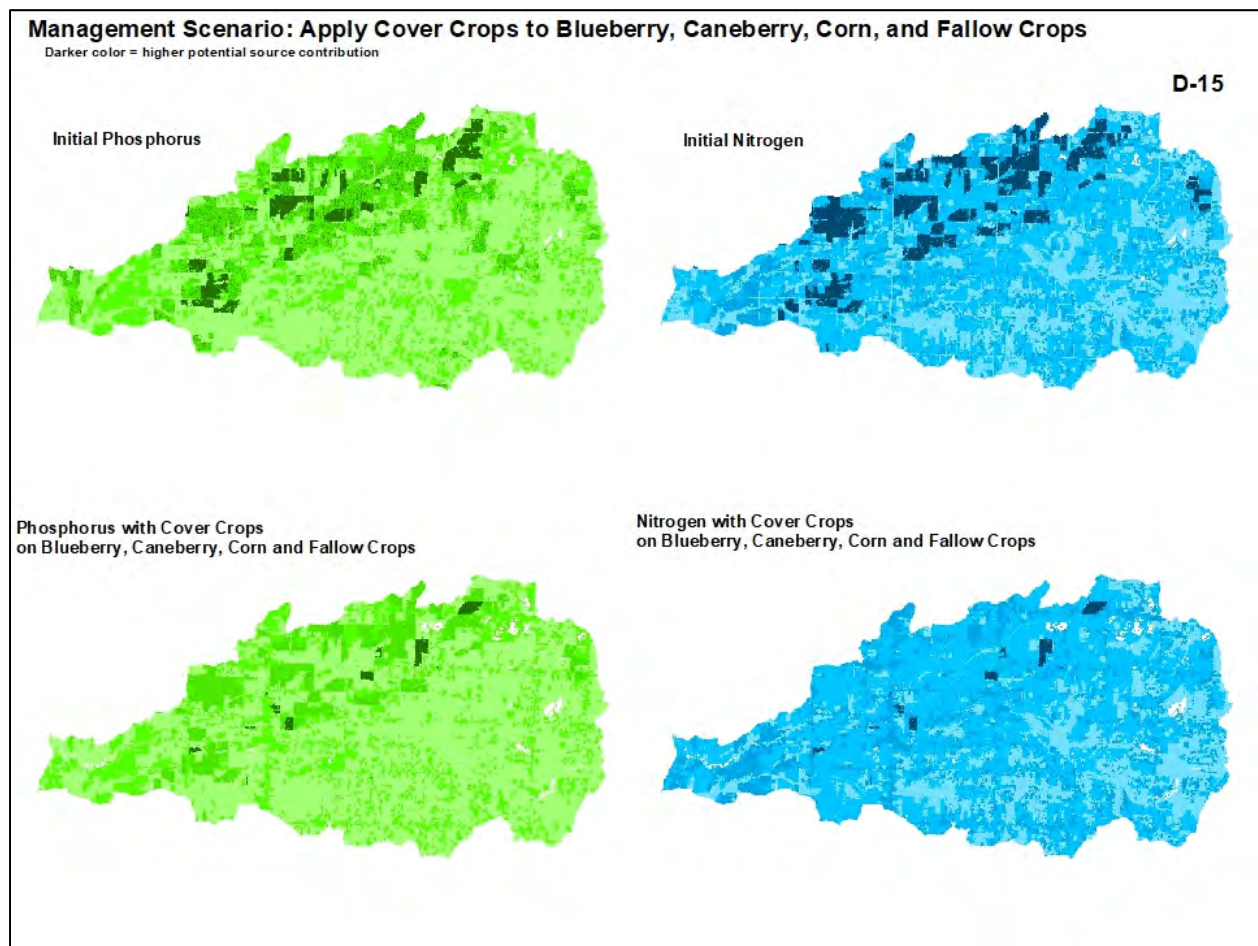 Management Scenario: Apply Cover Crops to Blueberry, Caneberry, Corn, and Fallow Crops
Darker color = higher potential source contribution
D-15
Initial Phosphorus
Initial Nitrogen
Phosphorus with Cover Crops
on Blueberry, Caneberry, Corn and Fallow Crops
Nitrogen with Cover Crops
on Blueberry, Caneberry, Corn and Fallow Crops